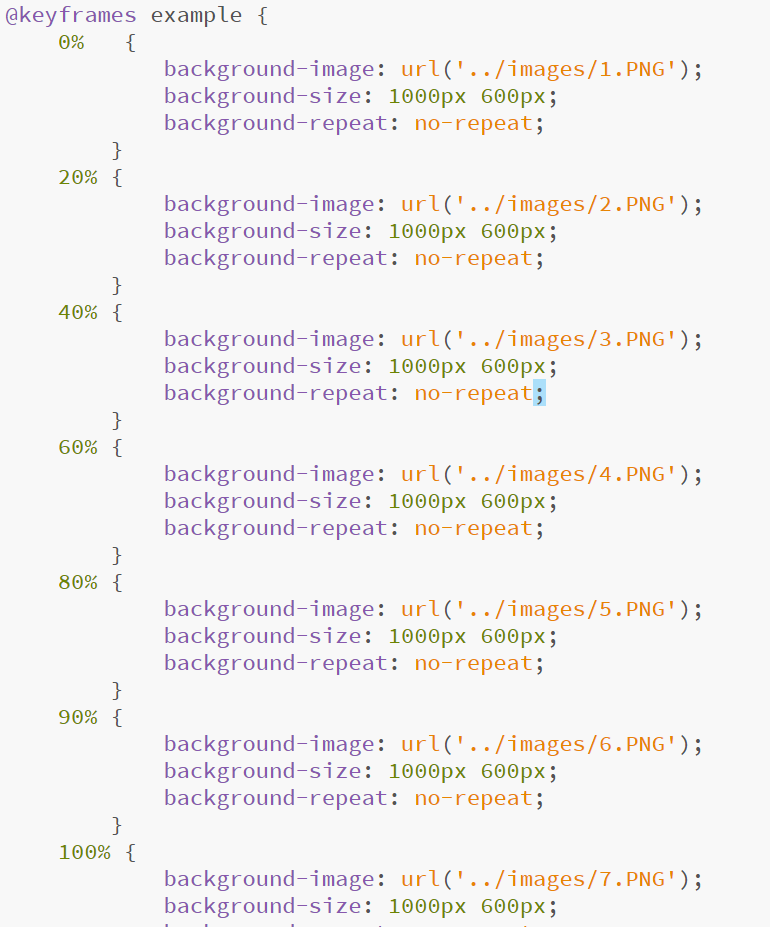 @keyframes example {
    0%   {
            background-image: url('../images/1.PNG');
            background-size: 1000px 600px;
            background-repeat: no-repeat;
        }
    20% {
            background-image: url('../images/2.PNG');
            background-size: 1000px 600px;
            background-repeat: no-repeat;
        }
    40% {
            background-image: url('../images/3.PNG');
            background-size: 1000px 600px;
            background-repeat: no-repeat;
        }
    60% {
            background-image: url('../images/4.PNG');
            background-size: 1000px 600px;
            background-repeat: no-repeat;
        }
    80% {
            background-image: url('../images/5.PNG');
            background-size: 1000px 600px;
            background-repeat: no-repeat;
        }
    90% {
            background-image: url('../images/6.PNG');
            background-size: 1000px 600px;
            background-repeat: no-repeat;
        }
    100% {
            background-image: url('../images/7.PNG');
            background-size: 1000px 600px;